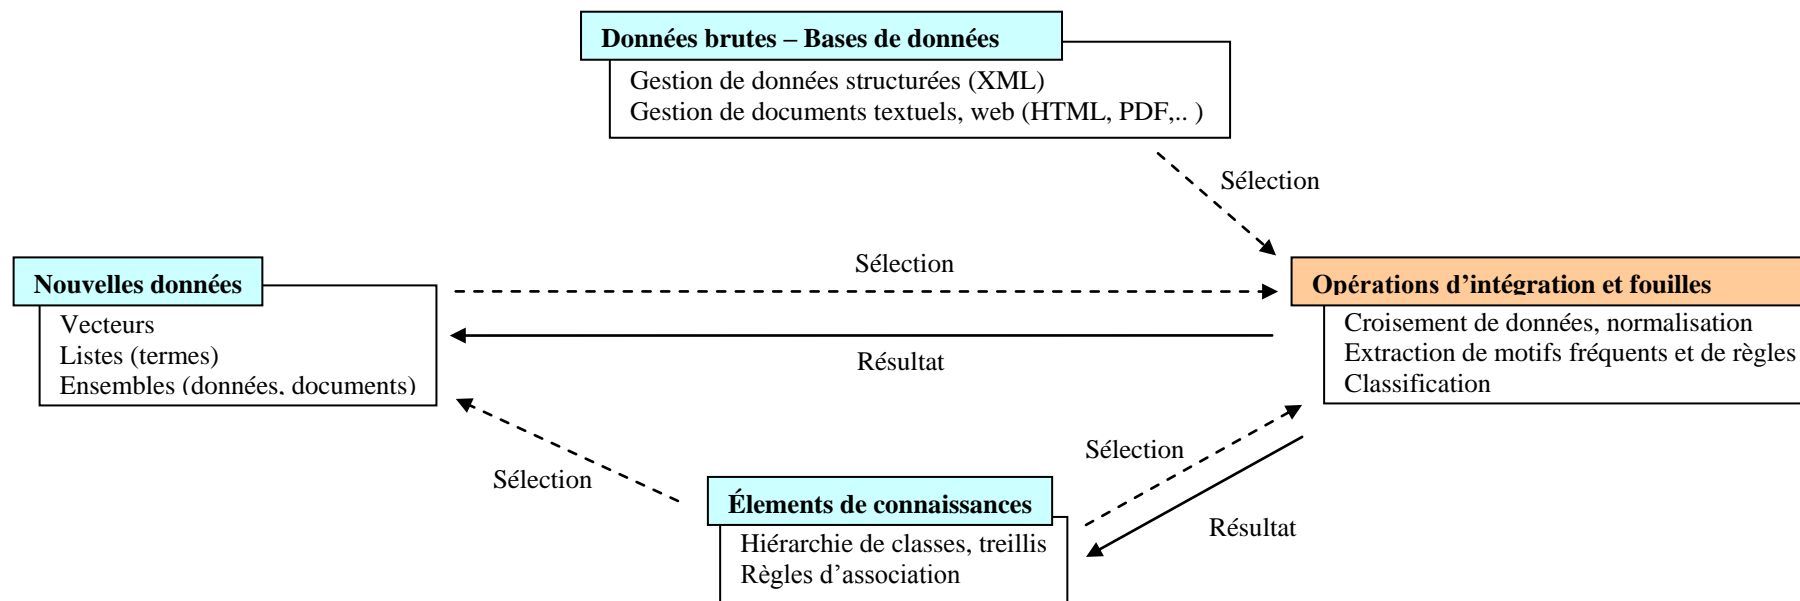 Données brutes – Bases de données
Gestion de données structurées (XML)
Gestion de documents textuels, web (HTML, PDF,.. )
Sélection
Sélection
Nouvelles données
Vecteurs
Listes (termes)
Ensembles (données, documents)
Opérations d’intégration et fouilles
Croisement de données, normalisation
Extraction de motifs fréquents et de règles
Classification
Résultat
Sélection
Sélection
Élements de connaissances
Hiérarchie de classes, treillis
Règles d’association
Résultat